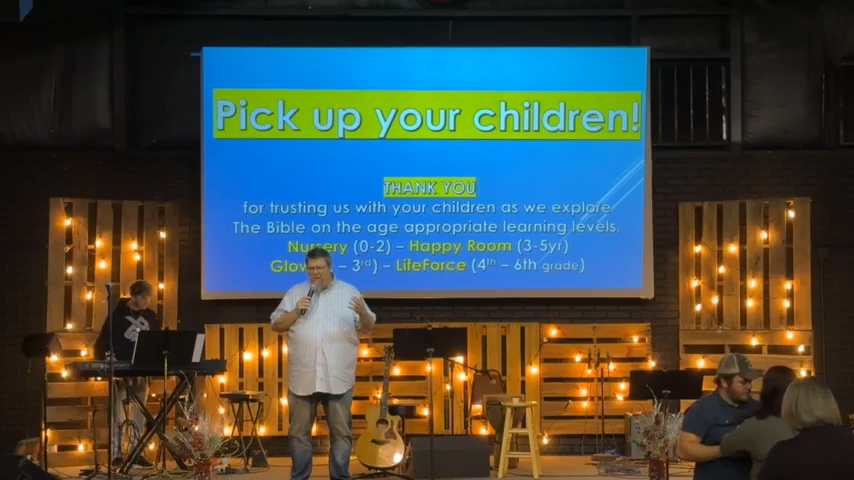 Pick up your children!
THANK YOU
for trusting us with your children as we explore
The Bible on the age appropriate learning levels.
Nursery (0-2) – Happy Room (3-5yr)
– 3rd) – LifeForce (4th – 6th grade)